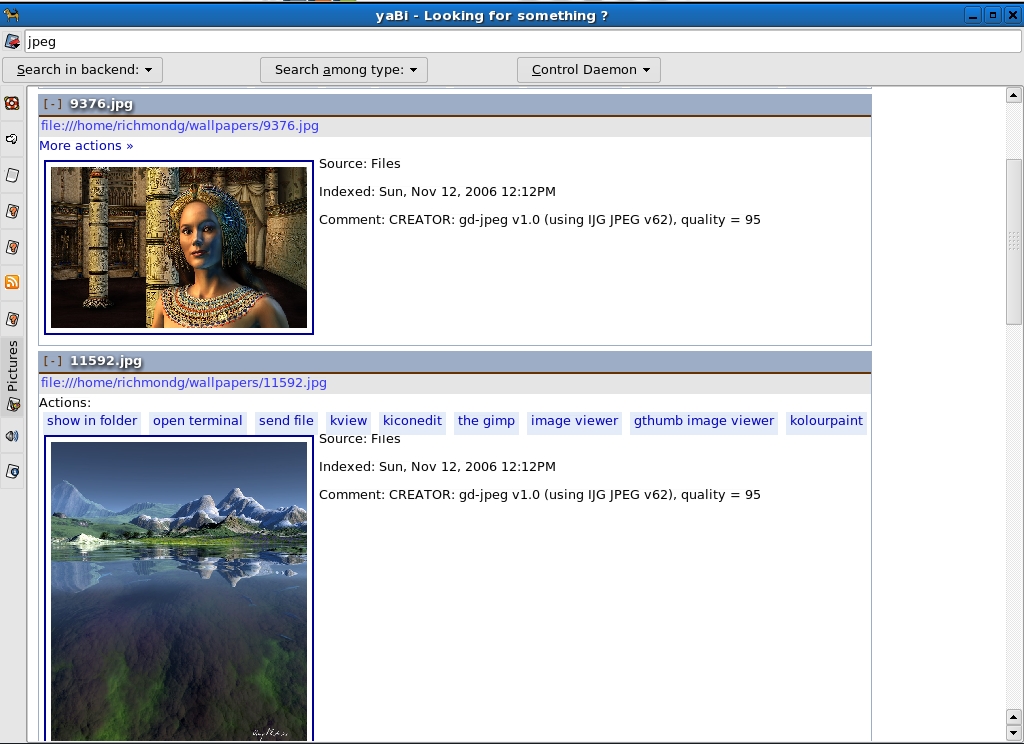 yaBi - Looking for something ?
jpeg
Search in backend: Search among type: Control Daemon
[-] 9376.jpg
file:///home/richmondg/wallpapers/9376.jpg
More actions »
Source: Files
Indexed: Sun, Nov 12, 2006 12:12PM
Comment: CREATOR: gd-jpeg v1.0 (using IJG JPEG v62), quality = 95
Pictures
[-] 11592.jpg
file:///home/richmondg/wallpapers/11592.jpg
Actions:
show in folder open terminal send file kview kiconedit the gimp image viewer gthumb image viewer kolourpaint
Source: Files
Indexed: Sun, Nov 12, 2006 12:12PM
Comment: CREATOR: gd-jpeg v1.0 (using IJG JPEG v62), quality = 95